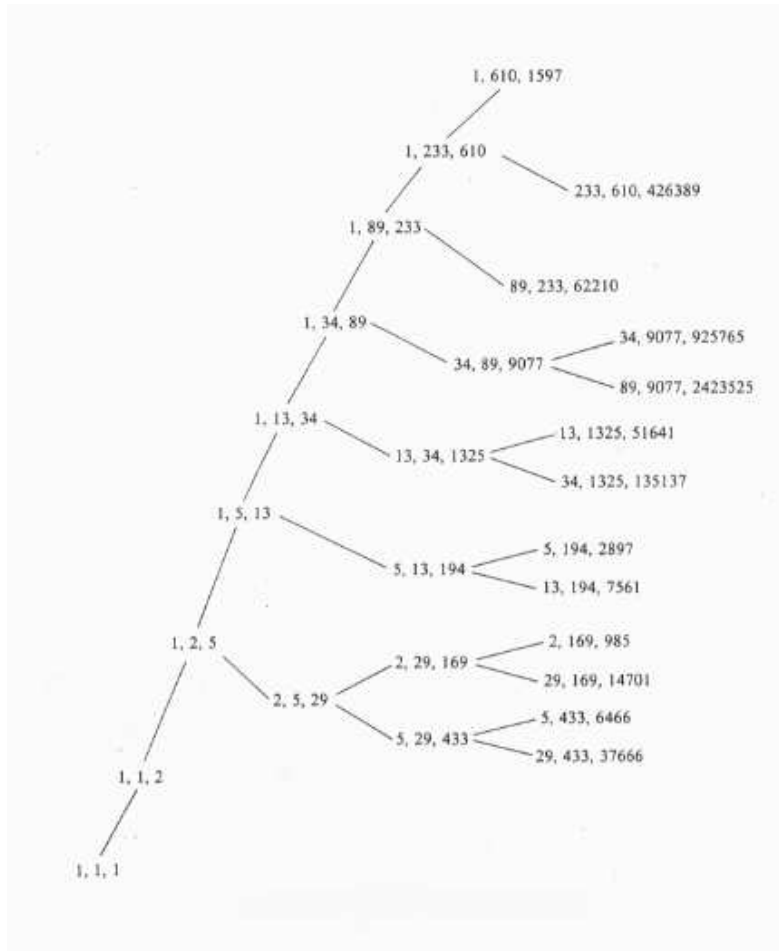 1, 610, 1597
1, 233, 610
233, 610, 426389
1, 89, 233
89, 233, 62210
1, 34, 89
34, 9077, 925765
34, 89, 9077
89, 9077, 2423525
1, 13, 34
13, 1325, 51641
13, 34, 1325
34, 1325, 135137
1, 5, 13
5, 194, 2897
5, 13, 194
13, 194, 7561
1, 2, 5
2, 169, 985
2, 29, 169
29, 169, 14701
2, 5, 29
5, 433, 6466
5, 29, 433
29, 433, 37666
1, 1, 2
1, 1, 1